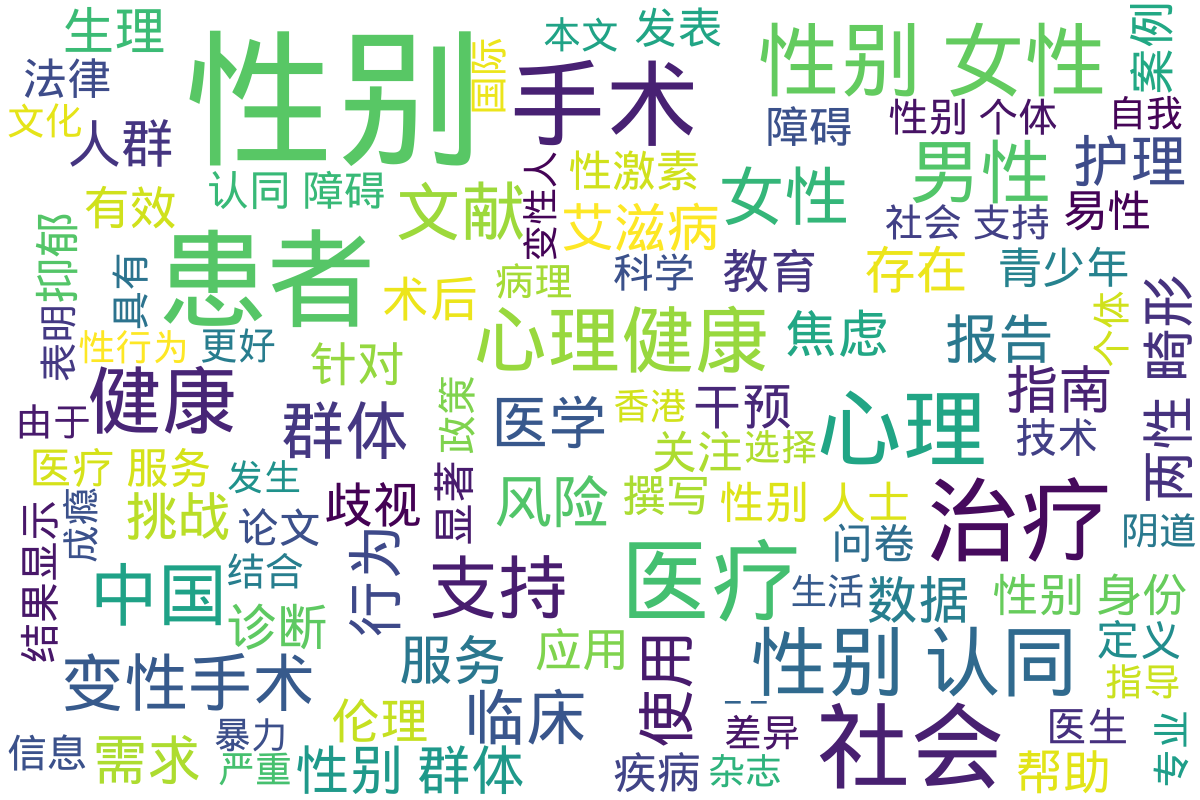 生理
性别
国际
本文
发表
性别 女性
案例
法律
手术
文化
人群
障碍
性别 个体
自我
认同 障碍
有效
文献
变性人
性激素
艾滋病
女性
男性
护理
社会 支持
易性
抑郁
具有
患者
术后
病理
科学
教育
存在
青少年
个体
两性 畸形
表明
性行为
更好
针对
心理健康
焦虑
报告
健康
由于
群体
政策
医学
香港
干预
关注
选择
心理
指南
技术
医疗 服务
发生
成瘾
挑战
论文
歧视
显著
风险
撰写
性别 人士
治疗
问卷
阴道
结果显示
中国
结合
诊断
行为
支持
医疗
生活
数据
性别 身份
变性手术
服务
应用
使用
性别 认同
定义
指导
信息
需求
暴力
严重
伦理
性别 群体
临床
疾病
杂志
差异
社会
医生
帮助
专业